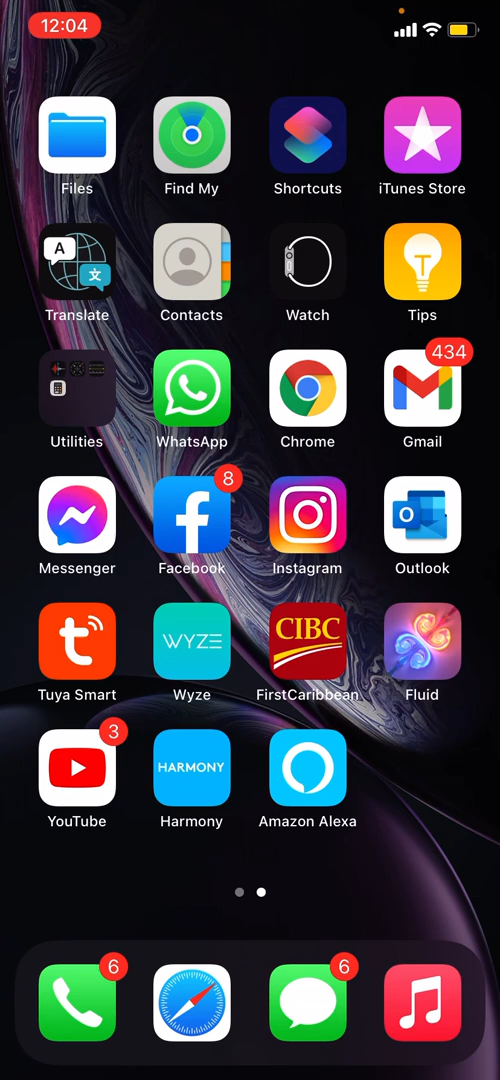 12:04
Files
Find My
Shortcuts
iTunes Store
A
文
Translate
Contacts
Watch
Tips
434
Utilities
WhatsApp
Chrome
Gmail
8
O
Messenger
Facebook
Instagram
Outlook
WYZE
CIBC
Tuya Smart
Wyze
FirstCaribbean
Fluid
3
HARMONY
YouTube
Harmony
Amazon Alexa
6
6